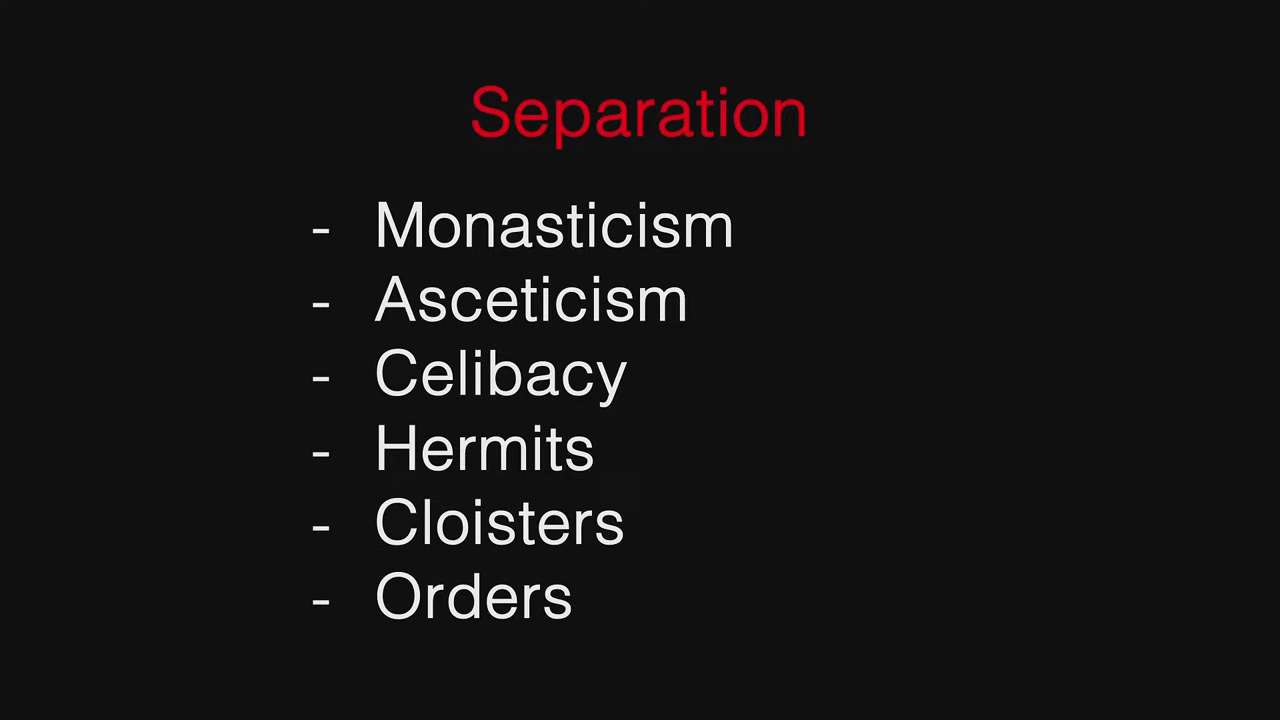 Separation
- Monasticism
- Asceticism
- Celibacy
- Hermits
- Cloisters
- Orders